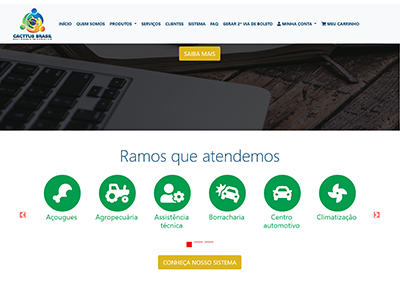 CACYTUS BRASIL
INÍCIO QUEM SOMOS PRODUTOS SERVIÇOS CLIENTES SISTEMA FAQ GERAR 2ª VIA DE BOLETO MINHA CONTA MEU CARRINHO
SAIBA MAIS
Ramos que atendemos
Açougues Agropecuária Assistência técnica Borracharia Centro automotivo Climatização
CONHEÇA NOSSO SISTEMA